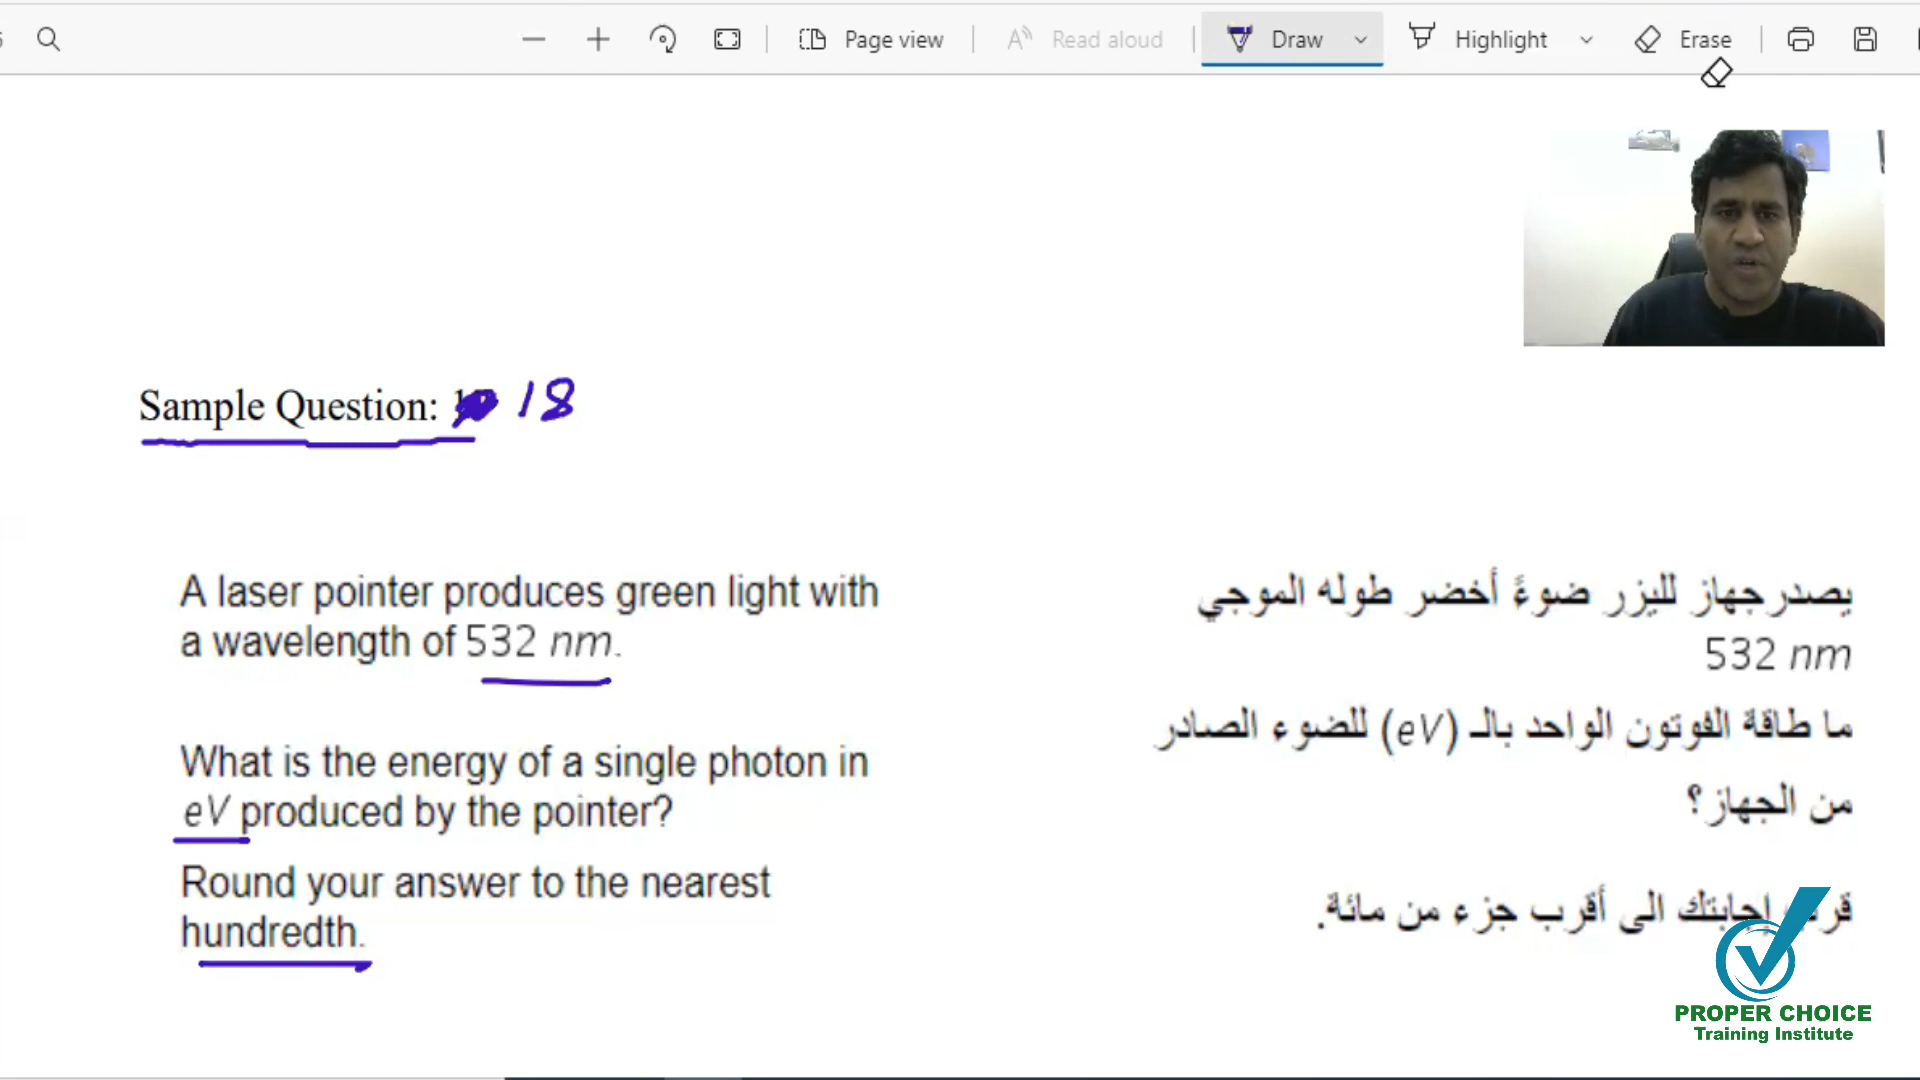 Page view
Read aloud
Draw
Highlight
Erase
Sample Question: 18
A laser pointer produces green light with
a wavelength of 532 nm.
What is the energy of a single photon in
eV produced by the pointer?
Round your answer to the nearest
hundredth.
يصدرجهاز لليزر ضوءً أخضر طوله الموجي
532 nm
ما طاقة الفوتون الواحد بالـ (eV) للضوء الصادر
من الجهاز؟
إجابتك الى أقرب جزء من مائة.
PROPER CHOICE
Training Institute